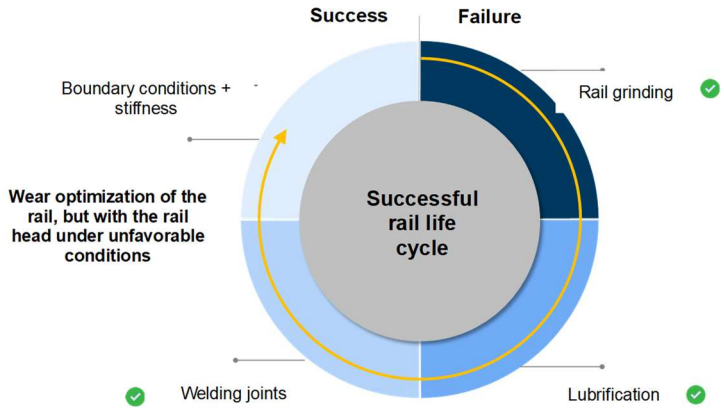 Success
Failure
Boundary conditions +
stiffness
Rail grinding
Wear optimization of the
rail, but with the rail
head under unfavorable
conditions
Successful
rail life
cycle
Welding joints
Lubrification